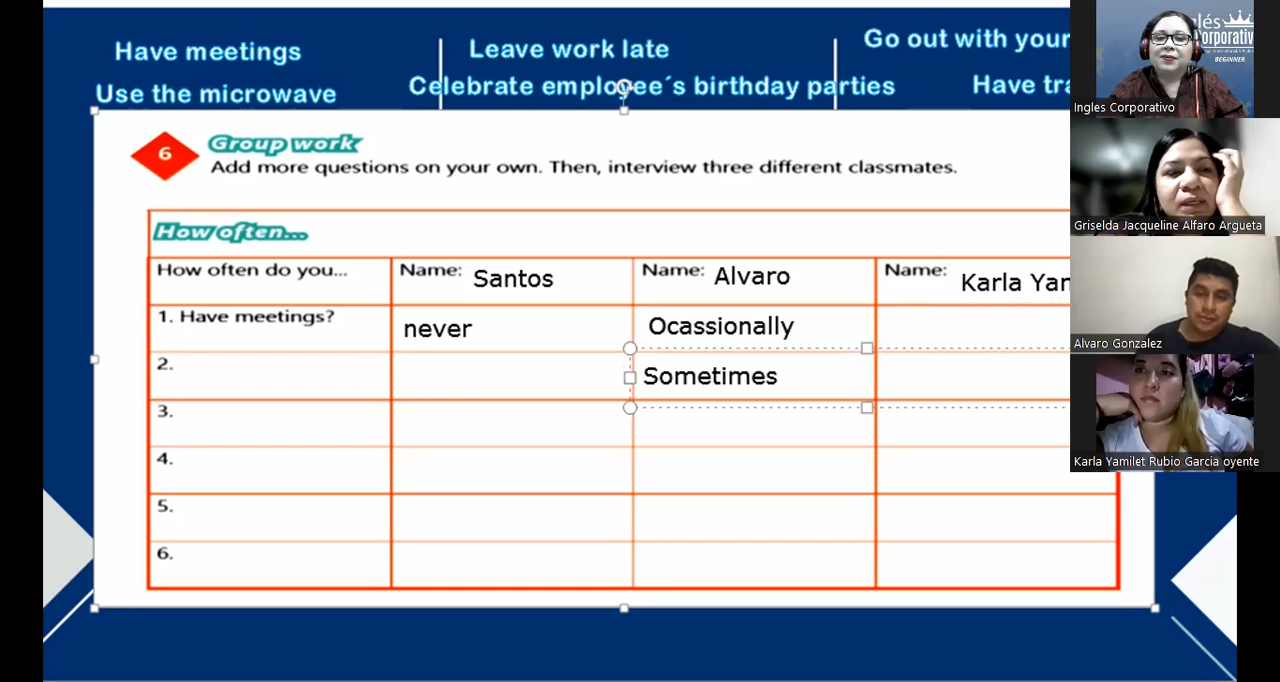 Have meetings
Leave work late
Go out with your
Use the microwave
Celebrate employee´s birthday parties
Have
6
Group work
Add more questions on your own. Then, interview three different classmates.
How often...
How often do you...
Name: Santos
Name: Alvaro
Name: Karla
1. Have meetings?
never
Ocassionally
2.
Sometimes
3.
4.
5.
6.
Inglés
Corporativo
BEGINNER
Ingles Corporativo
Griselda Jacqueline Alfaro Argueta
Alvaro Gonzalez
Karla Yamilet Rubio Garcia oyente